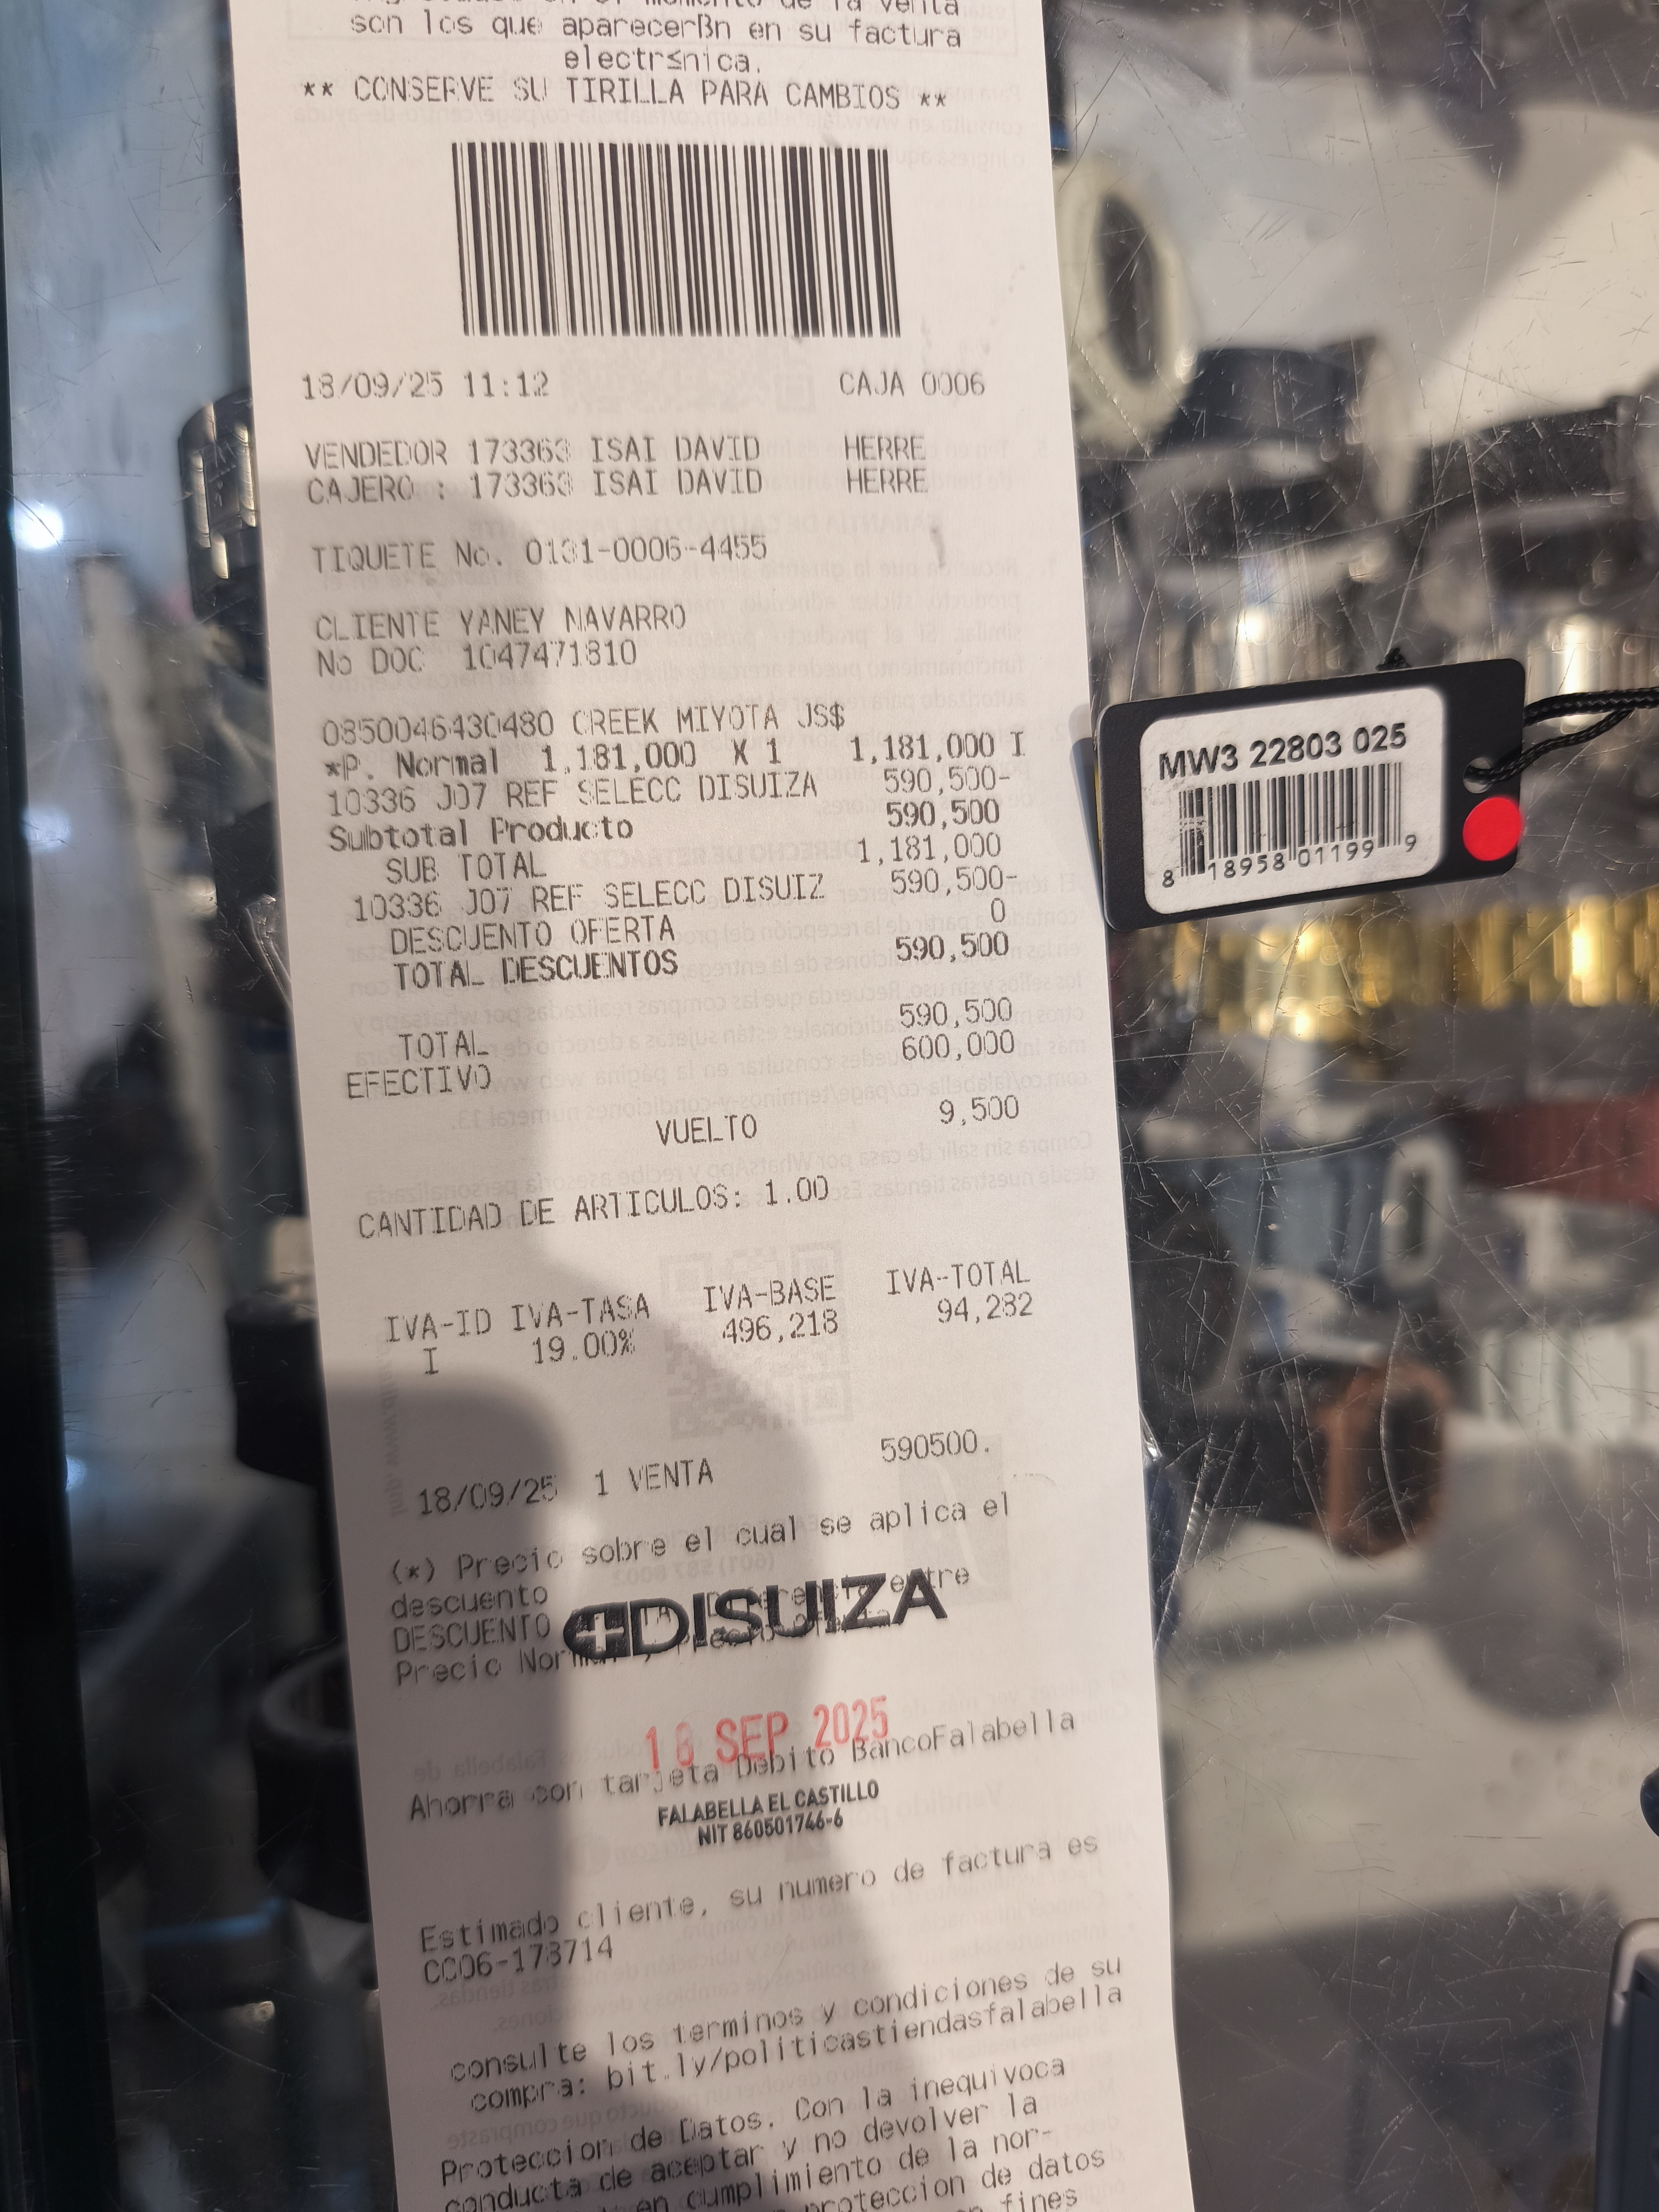 son los que aparecerßn en su factura
electr≤nica.
** CONSERVE SU TIRILLA PARA CAMBIOS **
18/09/25 11:12 CAJA 0006
VENDEDOR 173363 ISAI DAVID HERRE
CAJERO : 173363 ISAI DAVID HERRE
TIQUETE No. 0131-0006-4455
CLIENTE YANEY NAVARRO
No DOC 1047471810
0850046430480 CREEK MIYOTA JS$
*P. Normal 1,181,000 X 1 1,181,000 I
10336 J07 REF SELECC DISUIZA 590,500-
Subtotal Producto 590,500
SUB TOTAL 1,181,000
10336 J07 REF SELECC DISUIZ 590,500-
DESCUENTO OFERTA 0
TOTAL DESCUENTOS 590,500
TOTAL 590,500
EFECTIVO 600,000
VUELTO 9,500
CANTIDAD DE ARTICULOS: 1.00
IVA-ID IVA-TASA IVA-BASE IVA-TOTAL
I 19.00% 496,218 94,282
18/09/25 1 VENTA 590500.
(*) Precio sobre el cual se aplica el
descuento
DESCUENTO entre
Precio
DISUIZA
18 SEP 2025
Ahorra con tarjeta Debito BancoFalabella
FALABELLA EL CASTILLO
NIT 860501746-6
Estimado cliente, su numero de factura es
CC06-178714
consulte los terminos y condiciones de su
compra: bit.ly/politicastiendasfalabella
Proteccion de Datos. Con la inequivoca
conducta de aceptar y no devolver la
en cumplimiento de la nor-
proteccion de datos
fines
MW3 22803 025
8 18958 01199 9